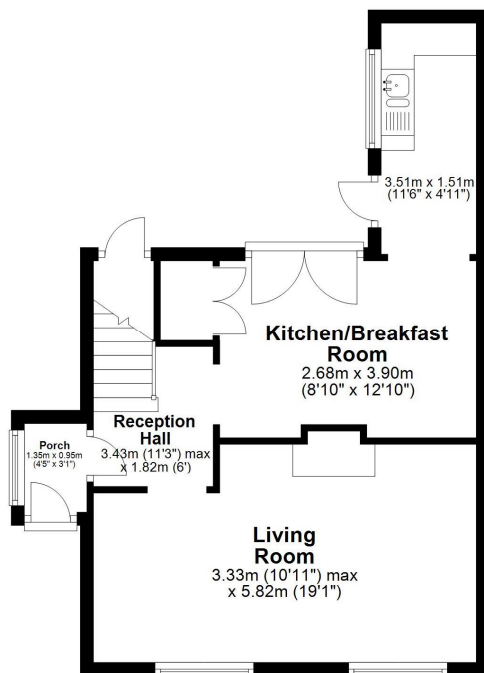 3.51m x 1.51m
(11'6" x 4'11")
Kitchen/Breakfast
Room
2.68m x 3.90m
(8'10" x 12'10")
Reception
Hall
3.43m (11'3") max
x 1.82m (6')
Porch
1.35m x 0.95m
(4'5" x 3'1")
Living
Room
3.33m (10'11") max
x 5.82m (19'1")